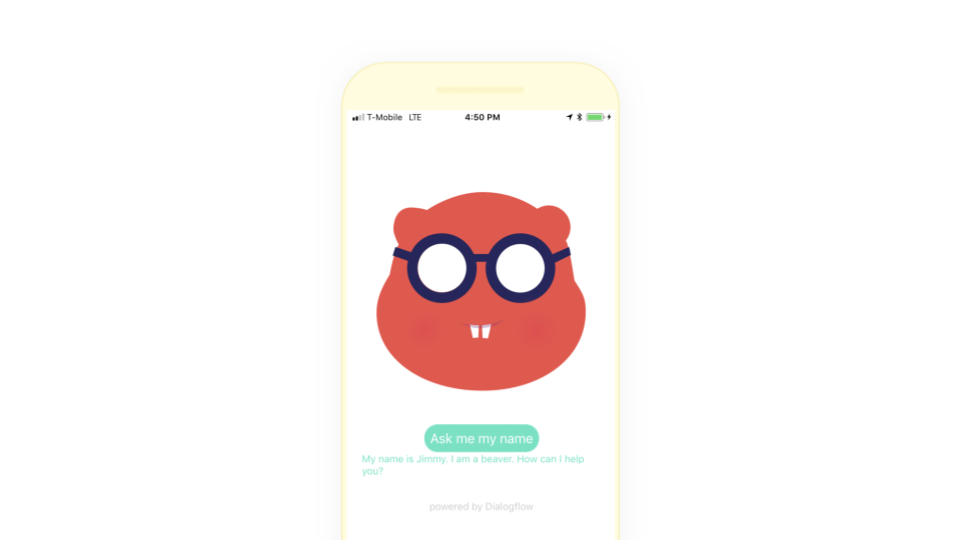 T-Mobile LTE 4:50 PM
Ask me my name
My name is Jimmy. I am a beaver. How can I help
you?
powered by Dialogflow